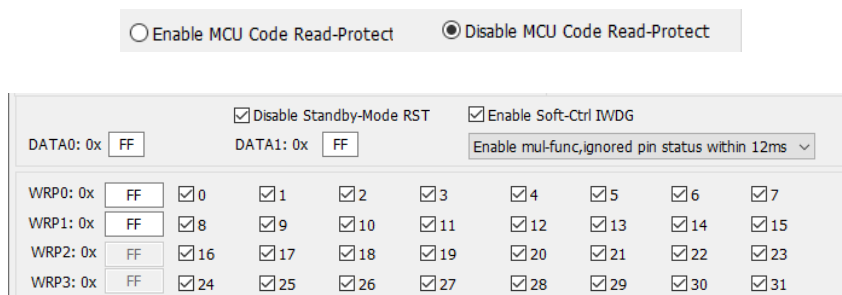 Enable MCU Code Read-Protect Disable MCU Code Read-Protect
Disable Standby-Mode RST Enable Soft-Ctrl IWDG
DATA0: 0x FF DATA1: 0x FF Enable mul-func,ignored pin status within 12ms
WRP0: 0x FF 0 1 2 3 4 5 6 7
WRP1: 0x FF 8 9 10 11 12 13 14 15
WRP2: 0x FF 16 17 18 19 20 21 22 23
WRP3: 0x FF 24 25 26 27 28 29 30 31